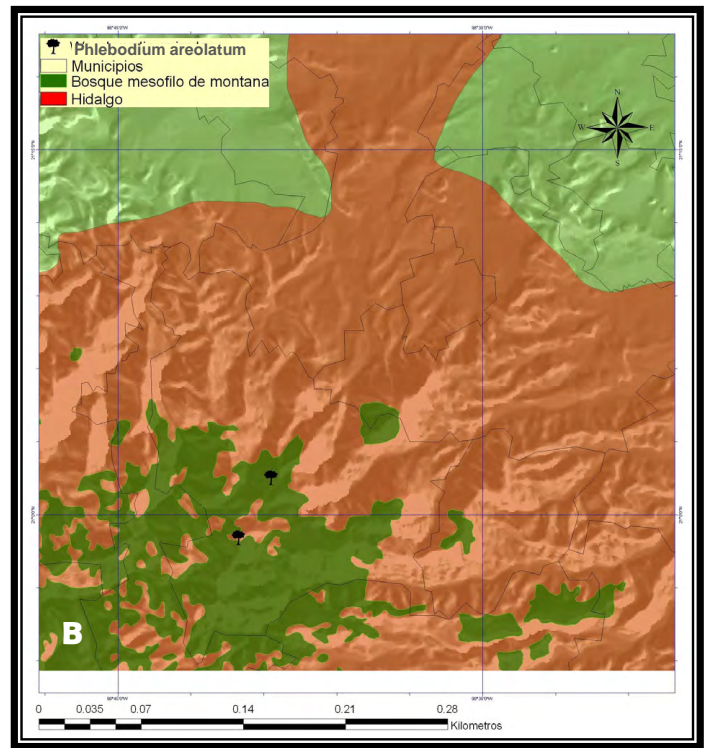 Phlebodium areolatum
Municipios
Bosque mesofilo de montana
Hidalgo
N
W E
S
B
0 0.035 0.07 0.14 0.21 0.28
Kilometros